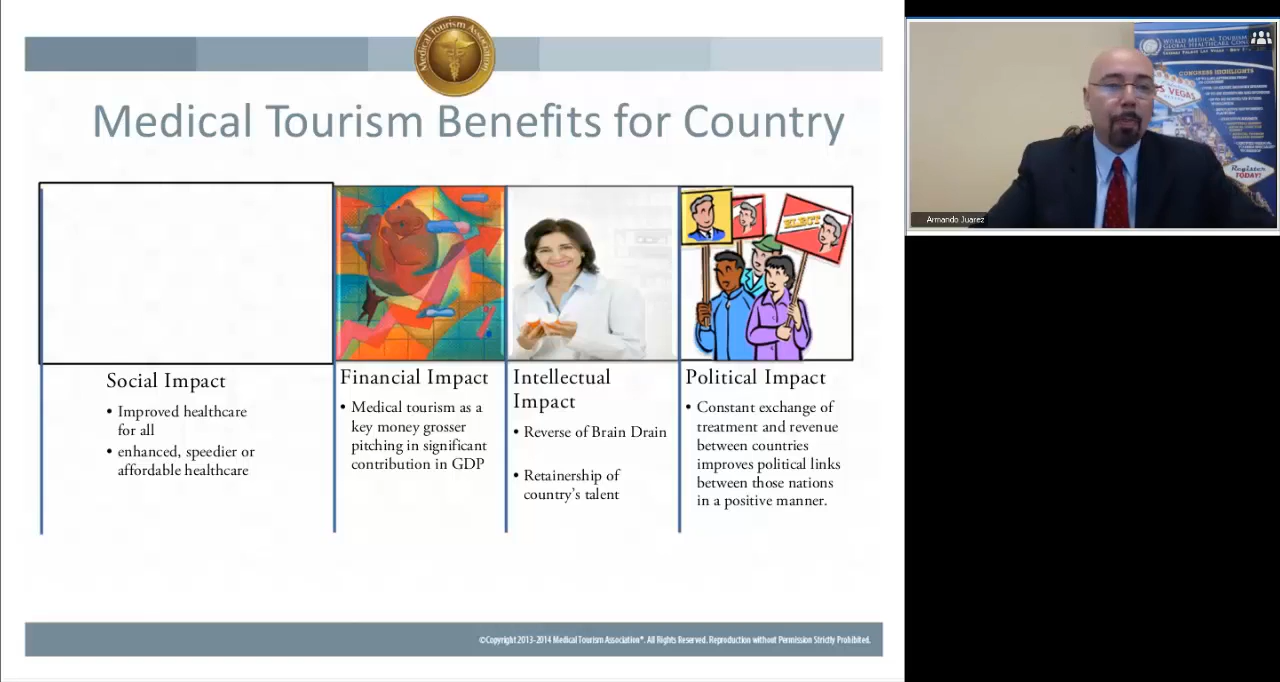 Medical Tourism Association
Medical Tourism Benefits for Country
ELECT
Social Impact
• Improved healthcare
for all
• enhanced, speedier or
affordable healthcare
Financial Impact
• Medical tourism as a
key money grosser
pitching in significant
contribution in GDP
Intellectual
Impact
• Reverse of Brain Drain
• Retainership of
country's talent
Political Impact
• Constant exchange of
treatment and revenue
between countries
improves political links
between those nations
in a positive manner.
©Copyright 2013-2014 Medical Tourism Association®. All Rights Reserved. Reproduction without Permission Strictly Prohibited.
WORLD MEDICAL TOURISM
GLOBAL HEALTHCARE CON
CONGRESS HIGHLIGHTS
VEGAS
Register
TODAY!
Armando Juarez